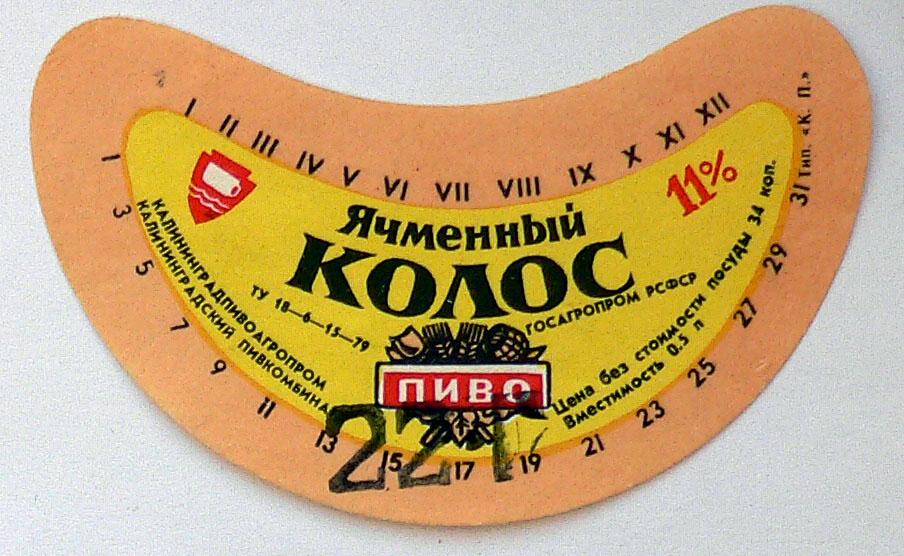 I II III IV V VI VII VIII IX X XI XII
1 3 5 7 9 11 13 15 17 19 21 23 25 27 29 31
Тип. «К. П.»
11%
Ячменный
КОЛОС
КАЛИНИНГРАДПИВОАГРОПРОМ
КАЛИНИНГРАДСКИЙ ПИВКОМБИНА
ТУ 18—6—15—79
ГОСАГРОПРОМ РСФСР
ПИВО
Цена без стоимости посуды 34 коп.
Вместимость 0.5 л